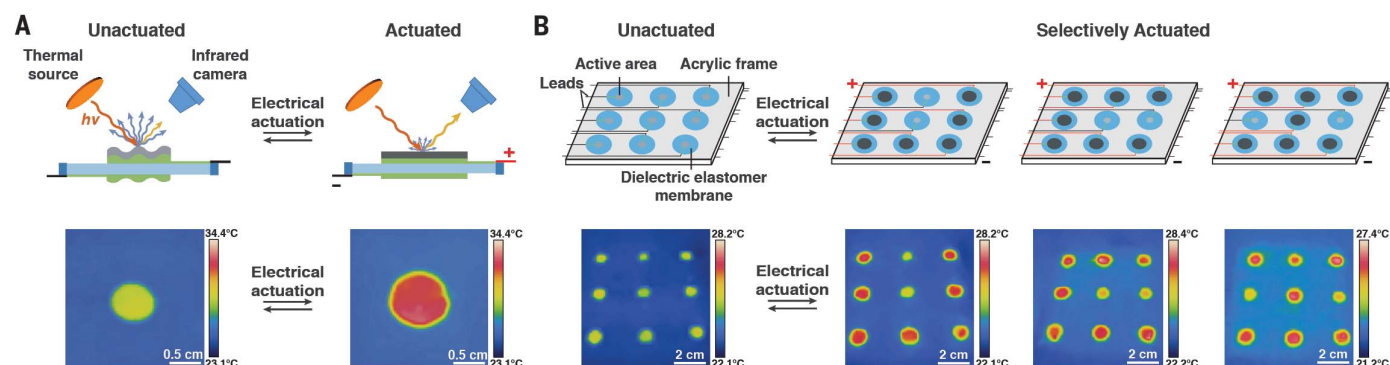 A
Unactuated
Actuated
Thermal
source
Infrared
camera
hν
Electrical
actuation
+
−
34.4°C
23.1°C
0.5 cm
Electrical
actuation
34.4°C
23.1°C
0.5 cm
B
Unactuated
Selectively Actuated
Active area
Acrylic frame
Leads
Dielectric elastomer
membrane
Electrical
actuation
+
−
+
−
+
−
28.2°C
22.1°C
2 cm
Electrical
actuation
28.2°C
22.1°C
2 cm
28.4°C
22.2°C
2 cm
27.4°C
21.2°C
2 cm